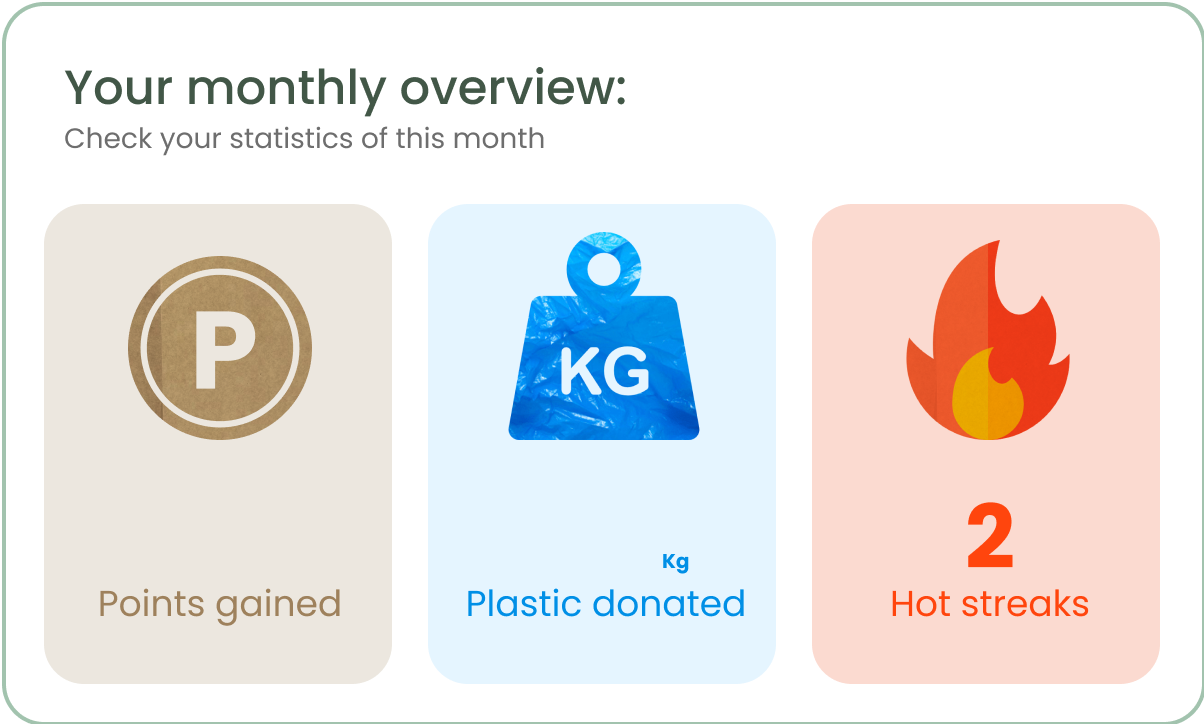 Your monthly overview:
Check your statistics of this month
P
KG
2
Kg
Points gained
Plastic donated
Hot streaks